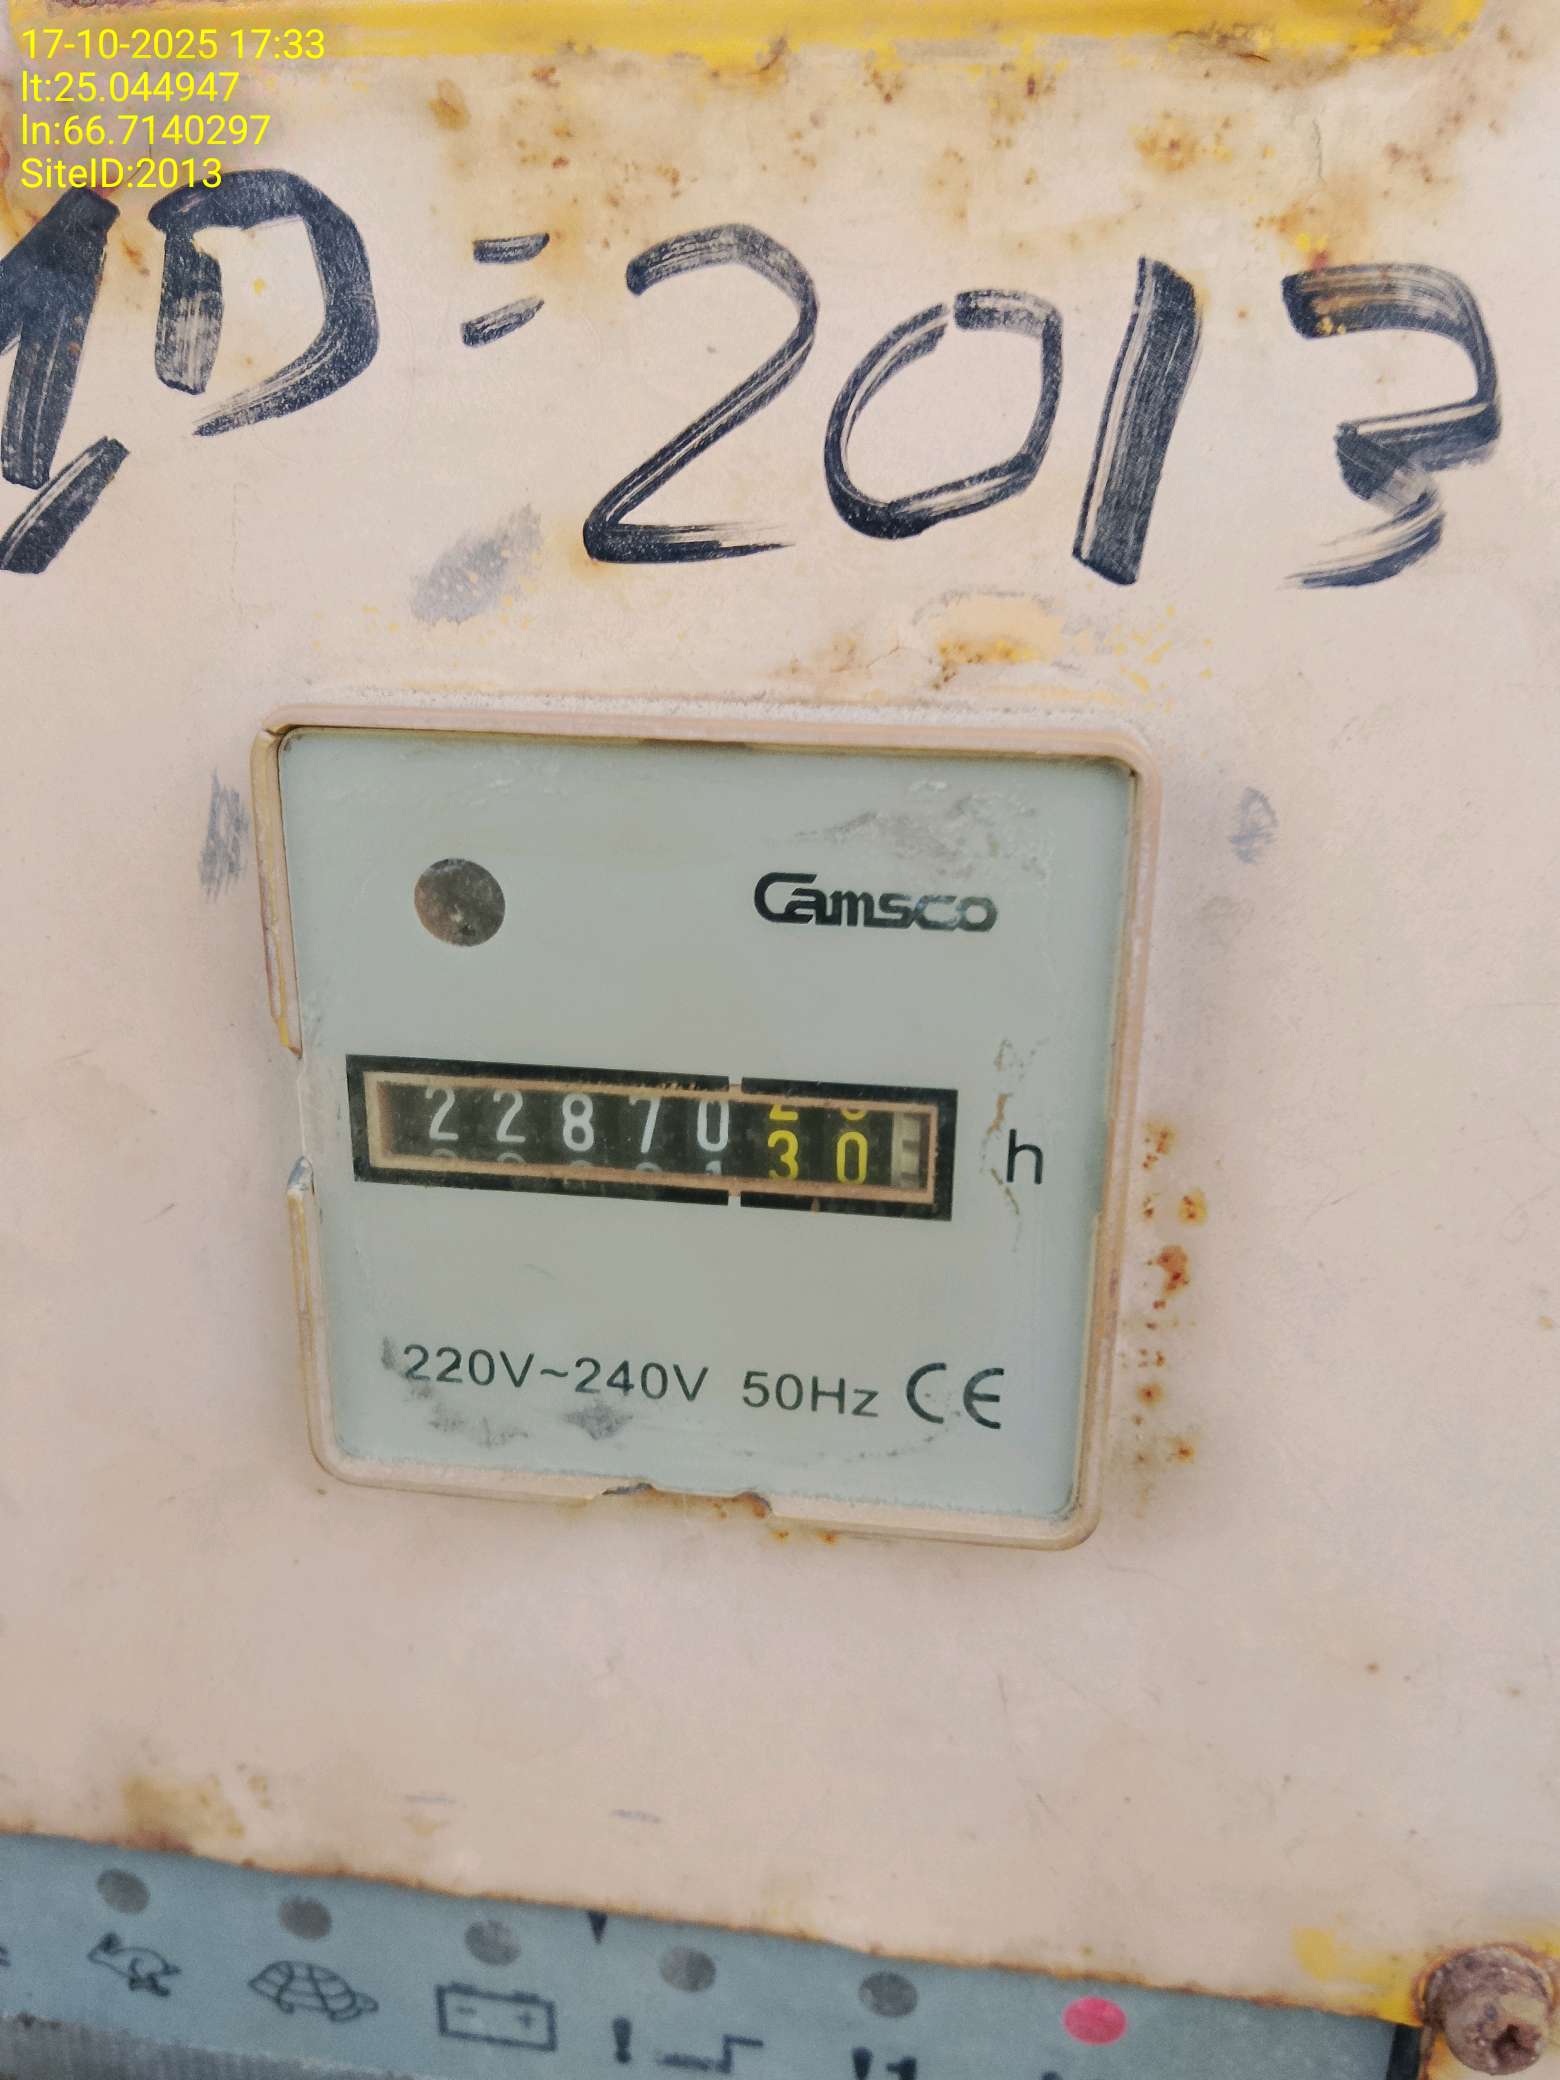 17-10-2025 17:33
lt:25.044947
ln:66.7140297
SiteID:2013
ID = 2013
Camsco
22870 30 h
220V~240V 50Hz CE